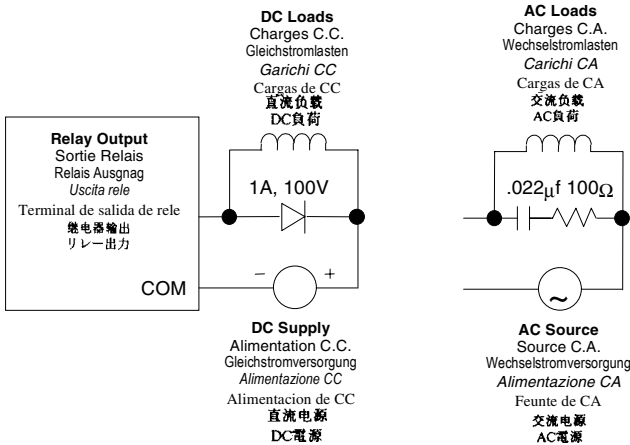 DC Loads
Charges C.C.
Gleichstromlasten
Garichi CC
Cargas de CC
直流负载
DC負荷
AC Loads
Charges C.A.
Wechselstromlasten
Carichi CA
Cargas de CA
交流负载
AC負荷
Relay Output
Sortie Relais
Relais Ausgnag
Uscita rele
Terminal de salida de rele
继电器输出
リレー出力
COM
1A, 100V
− +
.022µf 100Ω
~
DC Supply
Alimentation C.C.
Gleichstromversorgung
Alimentazione CC
Alimentacion de CC
直流电源
DC電源
AC Source
Source C.A.
Wechselstromversorgung
Alimentazione CA
Feunte de CA
交流电源
AC電源